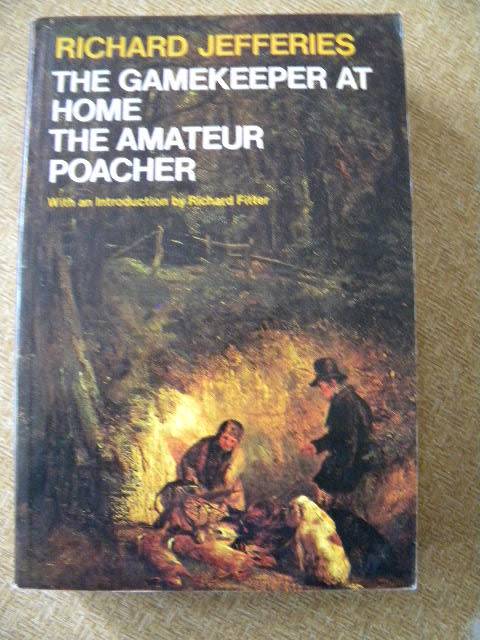 RICHARD JEFFERIES
THE GAMEKEEPER AT
HOME
THE AMATEUR
POACHER
With an Introduction by Richard Fitter